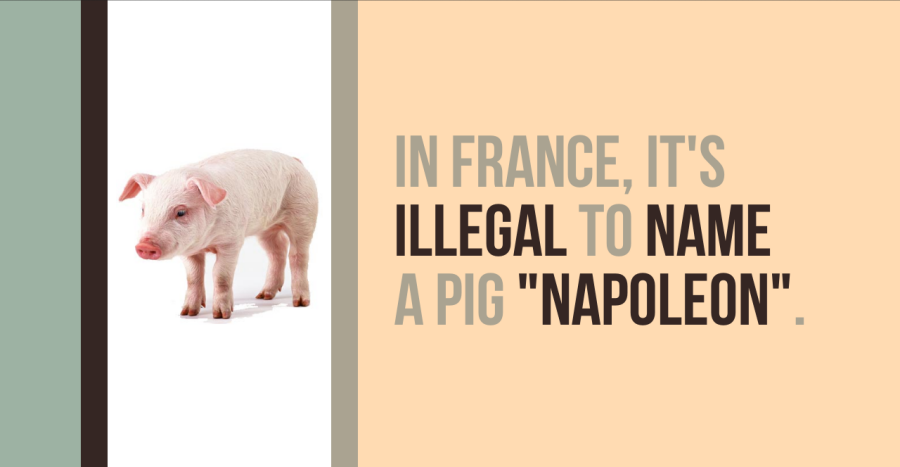 IN FRANCE, IT'S
ILLEGAL TO NAME
A PIG "NAPOLEON".